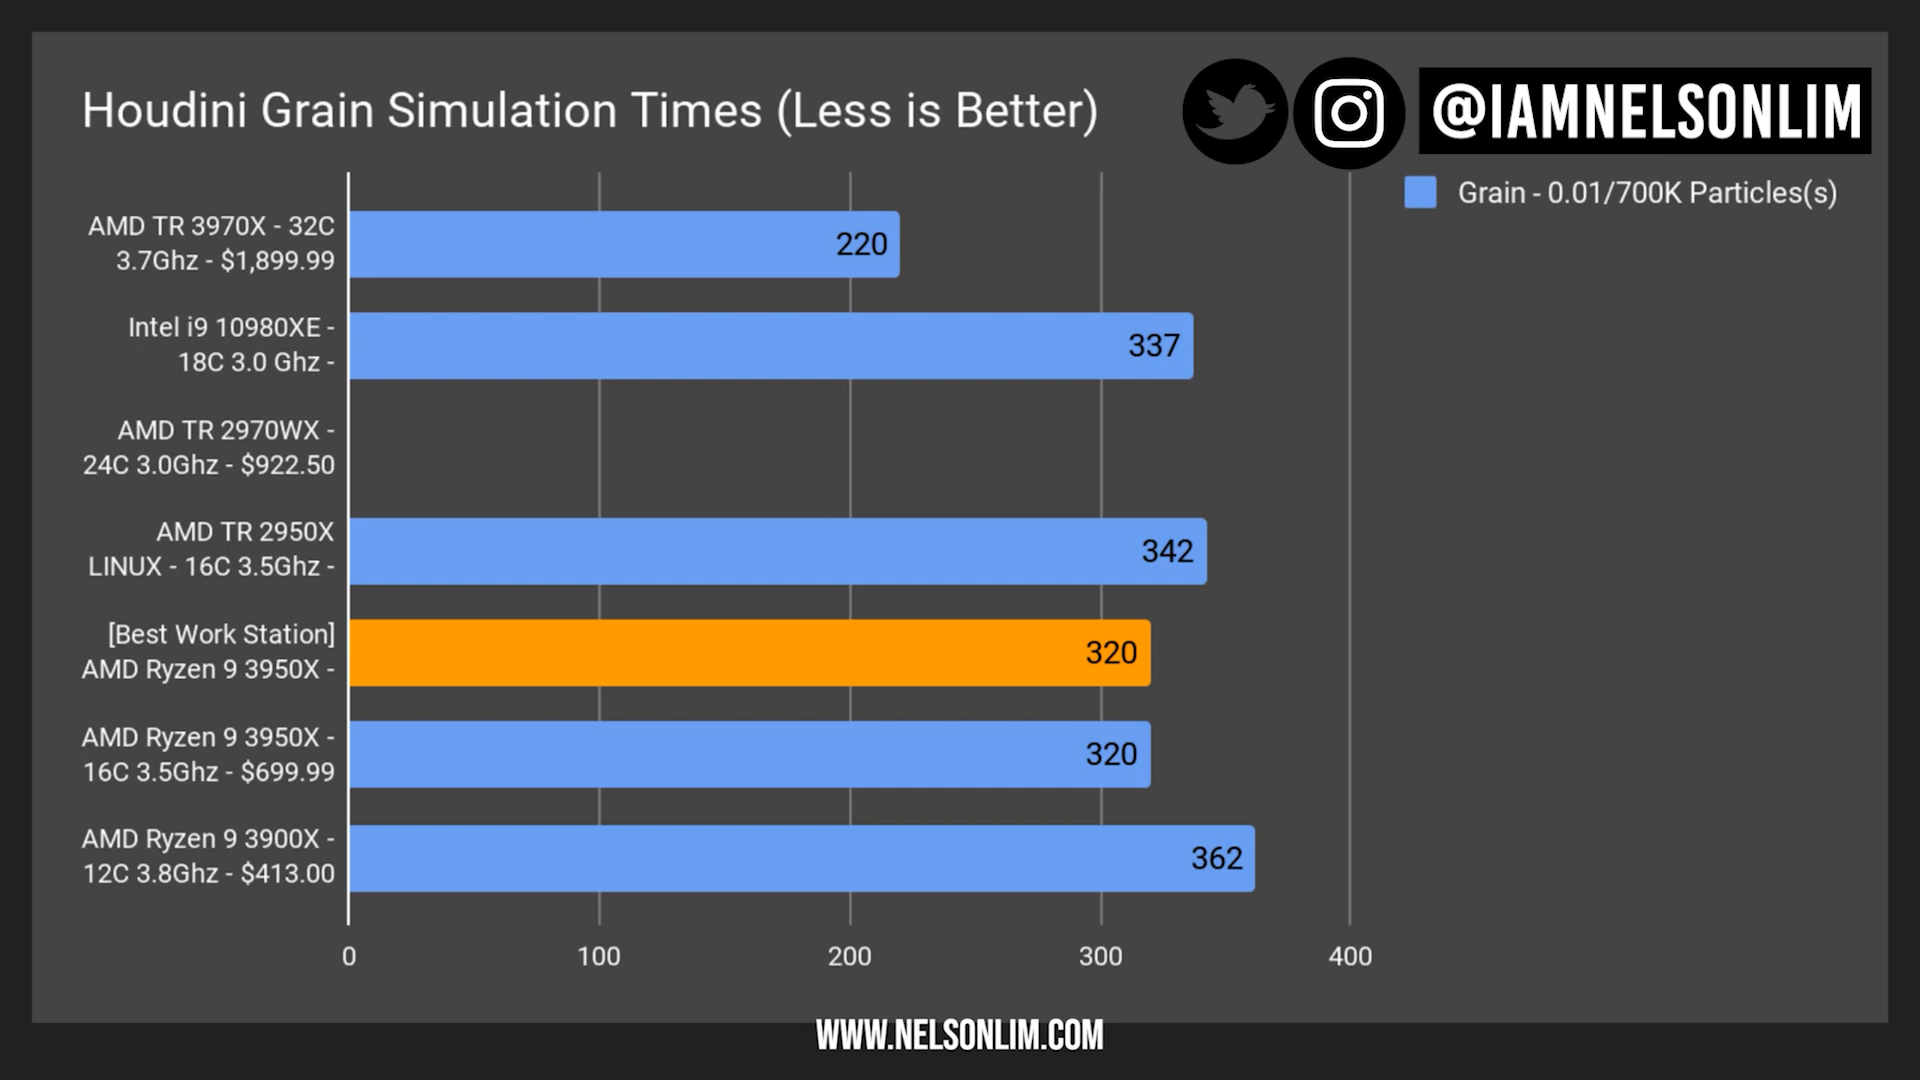 Houdini Grain Simulation Times (Less is Better)
@IAMNELSONLIM
Grain - 0.01/700K Particles(s)
AMD TR 3970X - 32C
3.7Ghz - $1,899.99
220
Intel i9 10980XE -
18C 3.0 Ghz -
337
AMD TR 2970WX -
24C 3.0Ghz - $922.50
AMD TR 2950X
LINUX - 16C 3.5Ghz -
342
[Best Work Station]
AMD Ryzen 9 3950X -
320
AMD Ryzen 9 3950X -
16C 3.5Ghz - $699.99
320
AMD Ryzen 9 3900X -
12C 3.8Ghz - $413.00
362
0
100
200
300
400
WWW.NELSONLIM.COM